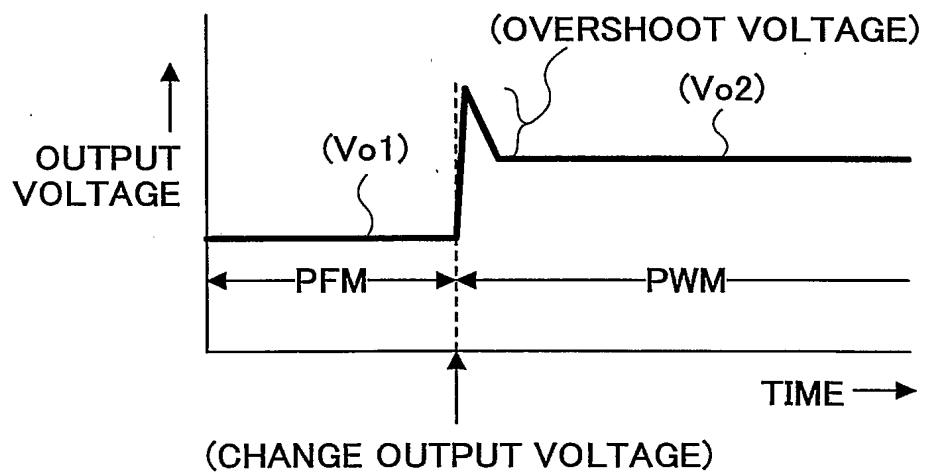 (OVERSHOOT VOLTAGE)
(Vo2)
(Vo1)
OUTPUT
VOLTAGE
PFM
PWM
TIME
(CHANGE OUTPUT VOLTAGE)